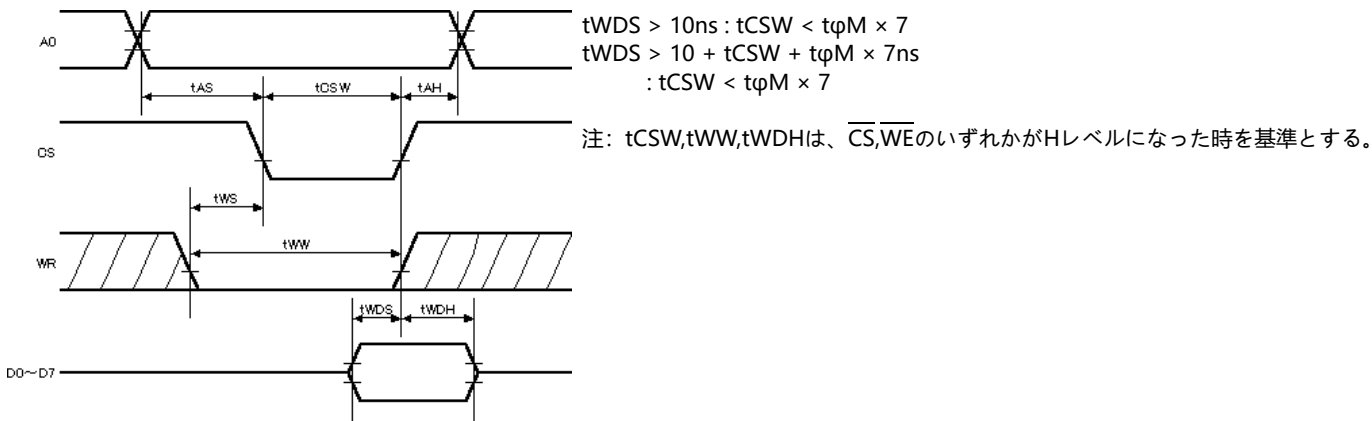 A0
tAS
tCSW
tAH
CS
tWS
WR
tWW
tWDS
tWDH
D0～D7
tWDS > 10ns : tCSW < tφM × 7
tWDS > 10 + tCSW + tφM × 7ns
: tCSW < tφM × 7
注: tCSW,tWW,tWDHは、CS,WEのいずれかがHレベルになった時を基準とする。